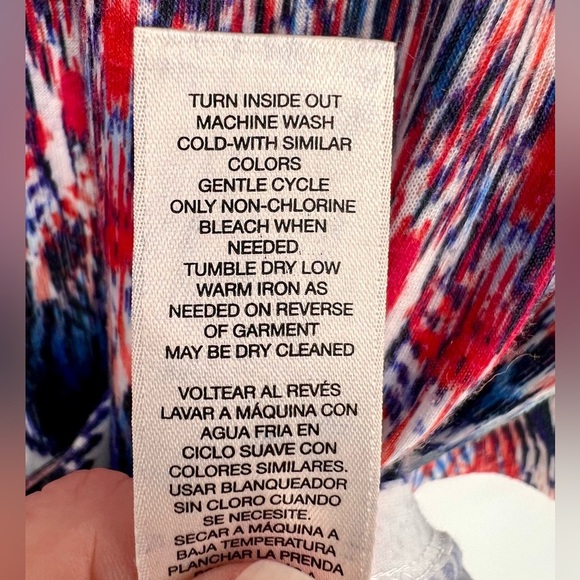 TURN INSIDE OUT
MACHINE WASH
COLD-WITH SIMILAR
COLORS
GENTLE CYCLE
ONLY NON-CHLORINE
BLEACH WHEN
NEEDED
TUMBLE DRY LOW
WARM IRON AS
NEEDED ON REVERSE
OF GARMENT
MAY BE DRY CLEANED
VOLTEAR AL REVÉS
LAVAR A MÁQUINA CON
AGUA FRIA EN
CICLO SUAVE CON
COLORES SIMILARES.
USAR BLANQUEADOR
SIN CLORO CUANDO
SE NECESITE.
SECAR A MÁQUINA A
BAJA TEMPERATURA
PLANCHAR LA PRENDA